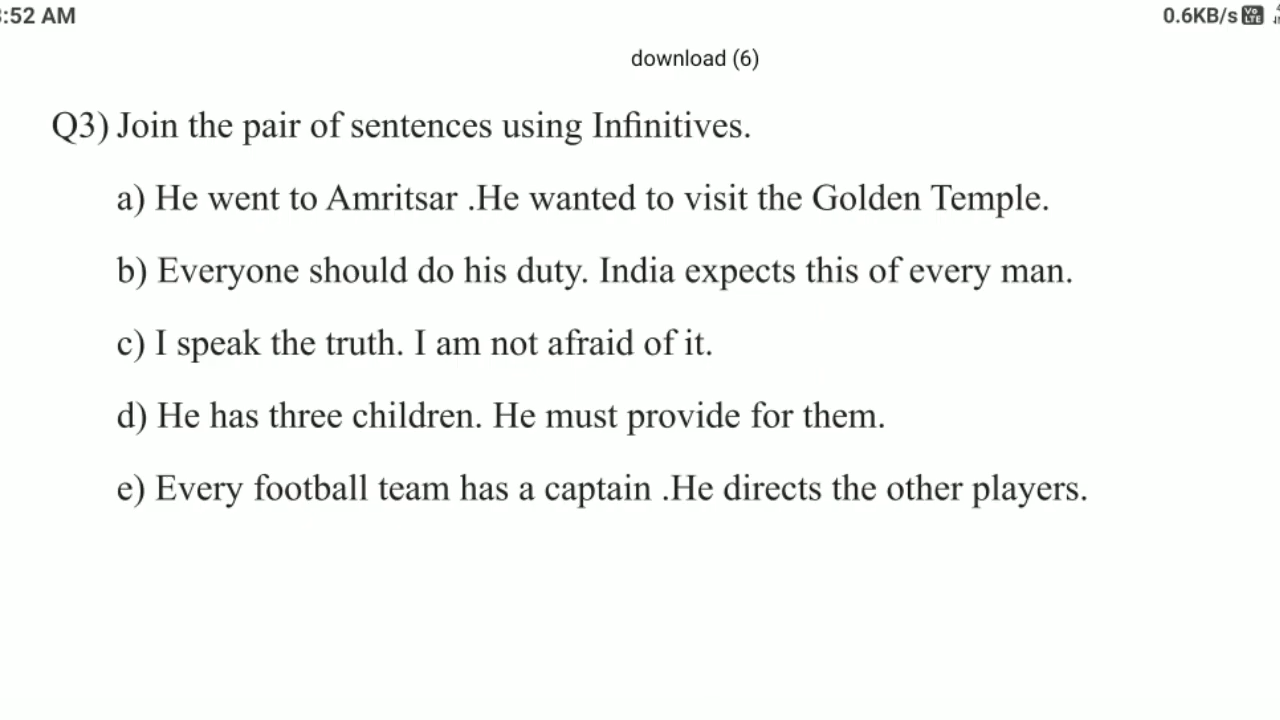 :52 AM
0.6KB/s Vo LTE
download (6)
Q3) Join the pair of sentences using Infinitives.
a) He went to Amritsar .He wanted to visit the Golden Temple.
b) Everyone should do his duty. India expects this of every man.
c) I speak the truth. I am not afraid of it.
d) He has three children. He must provide for them.
e) Every football team has a captain .He directs the other players.